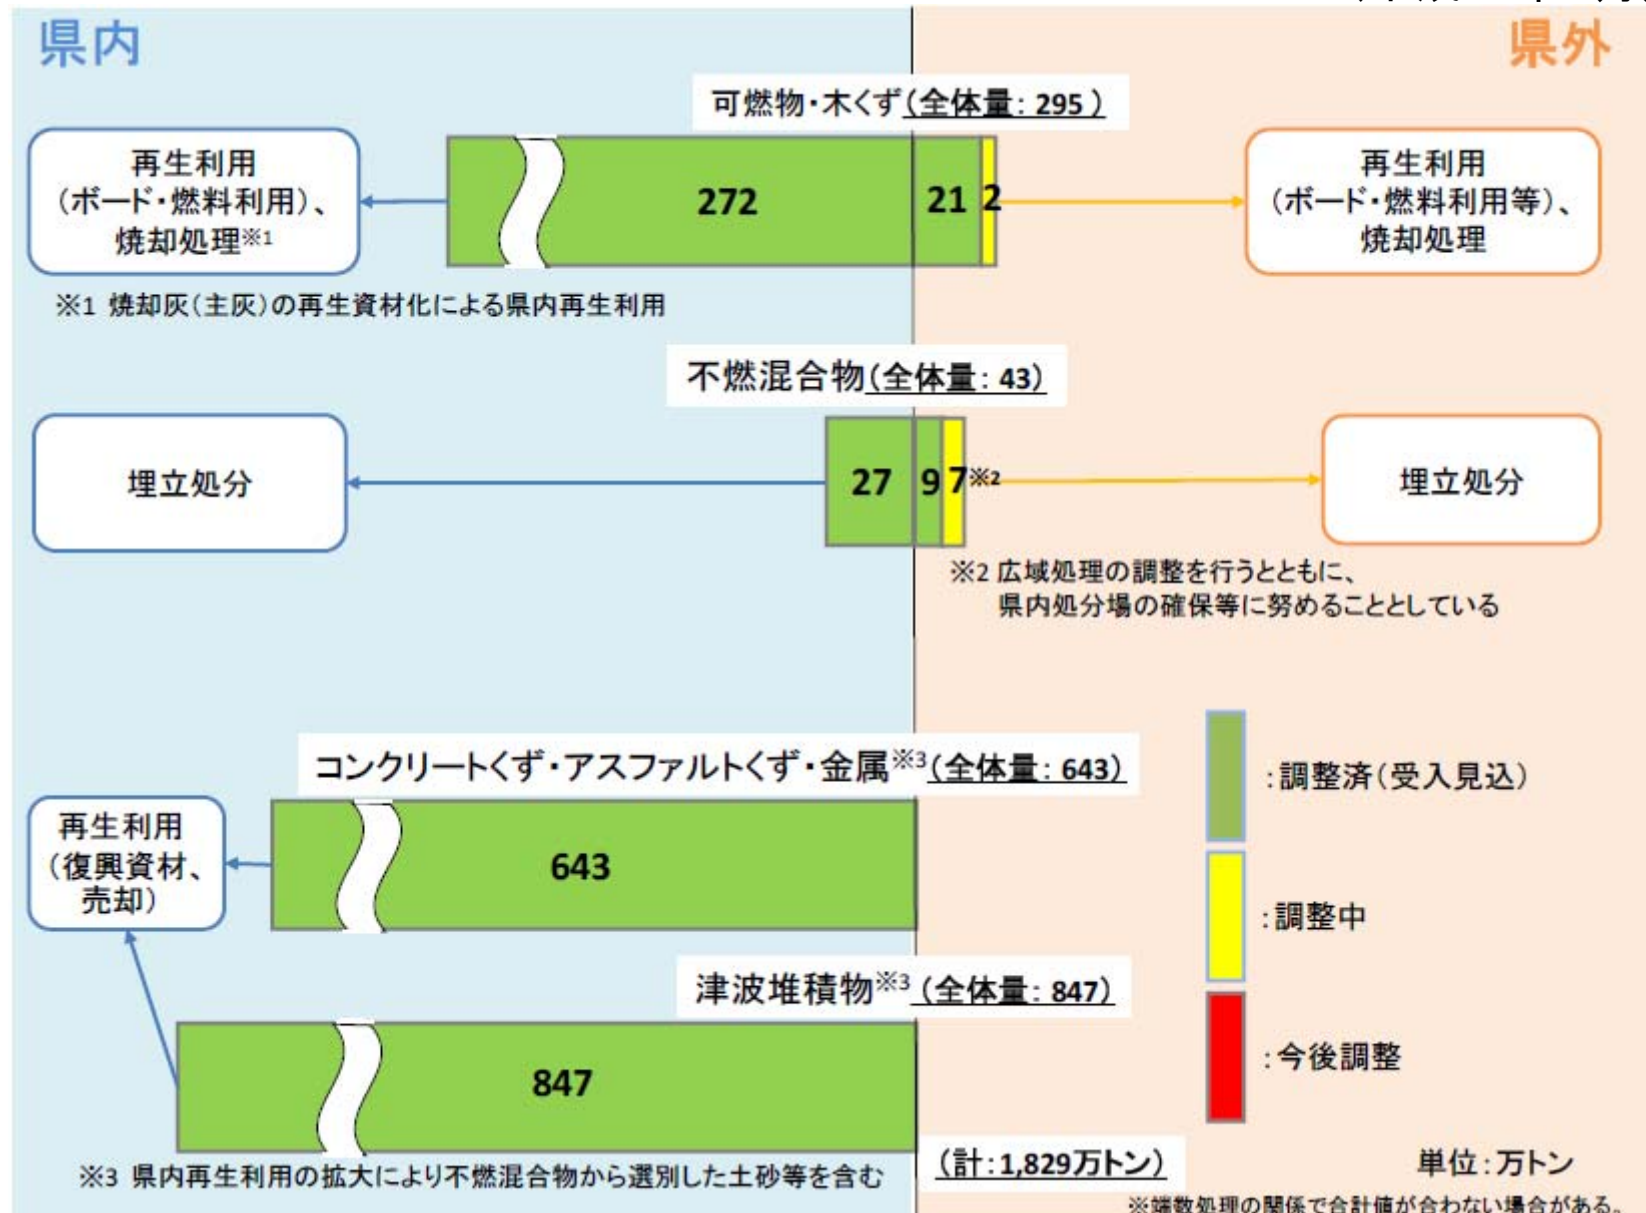 県内
県外
可燃物・木くず（全体量：295）
再生利用
（ボード・燃料利用）、
焼却処理※1
272
21
2
再生利用
（ボード・燃料利用等）、
焼却処理
※1 焼却灰（主灰）の再生資材化による県内再生利用
不燃混合物（全体量：43）
埋立処分
27
9
7※2
埋立処分
※2 広域処理の調整を行うとともに、
県内処分場の確保等に努めることとしている
コンクリートくず・アスファルトくず・金属※3（全体量：643）
再生利用
（復興資材、
売却）
643
：調整済（受入見込）
：調整中
：今後調整
津波堆積物※3（全体量：847）
847
※3 県内再生利用の拡大により不燃混合物から選別した土砂等を含む
（計：1,829万トン）
単位：万トン
※端数処理の関係で合計値が合わない場合がある。